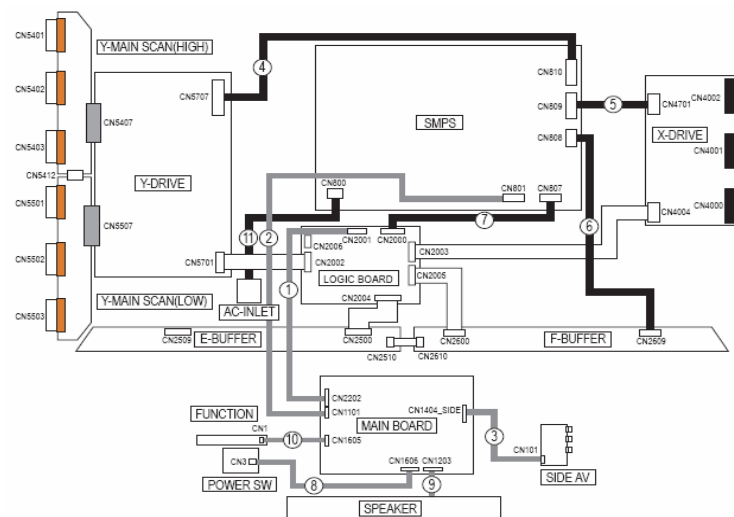 CN5401
Y-MAIN SCAN(HIGH)
4
CN5402
CN5707
CN810
CN5407
SMPS
CN809
5
CN4701
CN4002
X-DRIVE
CN808
CN5403
CN4001
CN5412
Y-DRIVE
CN800
CN801
CN807
CN5501
CN5507
11
2
7
6
CN4004
CN4000
CN2006
CN2001
CN2000
CN2003
CN5502
CN5701
CN2002
CN2005
LOGIC BOARD
1
CN2004
Y-MAIN SCAN(LOW)
AC-INLET
CN5503
CN2509
E-BUFFER
CN2500
CN2510
CN2610
CN2600
F-BUFFER
CN2609
CN2202
FUNCTION
CN1101
CN1404_SIDE
MAIN BOARD
CN1
10
CN1605
3
CN101
CN3
CN1606
CN1203
SIDE AV
POWER SW
8
9
SPEAKER